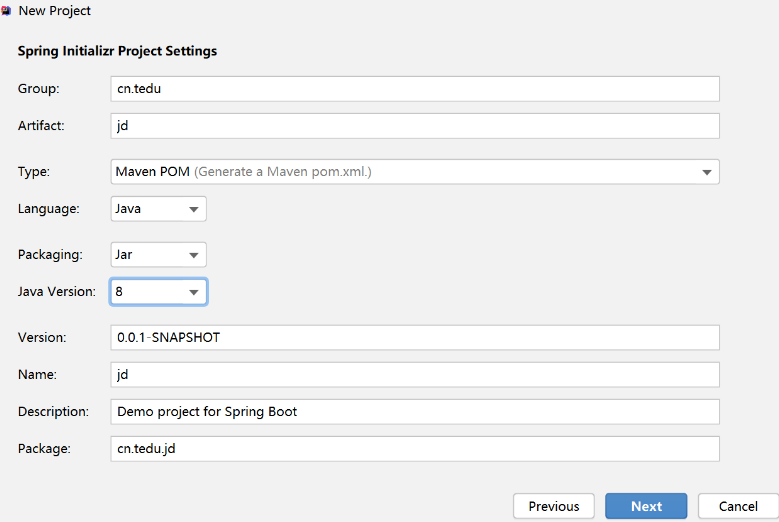 New Project
Spring Initializr Project Settings
Group: cn.tedu
Artifact: jd
Type: Maven POM (Generate a Maven pom.xml.)
Language: Java
Packaging: Jar
Java Version: 8
Version: 0.0.1-SNAPSHOT
Name: jd
Description: Demo project for Spring Boot
Package: cn.tedu.jd
Previous Next Cancel